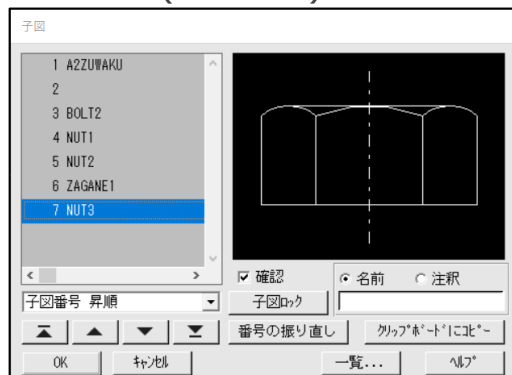 子図
1 A2ZUWAKU
2
3 BOLT2
4 NUT1
5 NUT2
6 ZAGANE1
7 NUT3
子図番号 昇順
確認
名前
注釈
子図ﾛｯｸ
番号の振り直し
ｸﾘｯﾌﾟﾎﾞｰﾄﾞにｺﾋﾟｰ
OK
ｷｬﾝｾﾙ
一覧...
ﾍﾙﾌﾟ